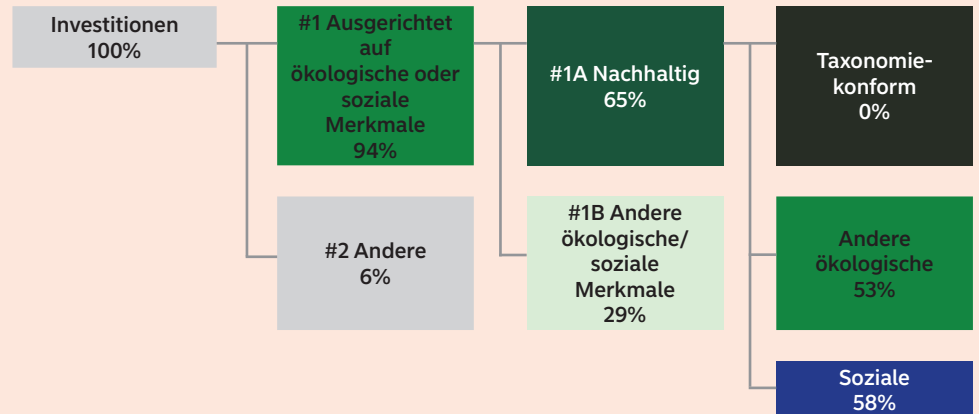 Investitionen
100%
#1 Ausgerichtet
auf
ökologische oder
soziale
Merkmale
94%
#1A Nachhaltig
65%
Taxonomie-
konform
0%
#2 Andere
6%
#1B Andere
ökologische/
soziale
Merkmale
29%
Andere
ökologische
53%
Soziale
58%